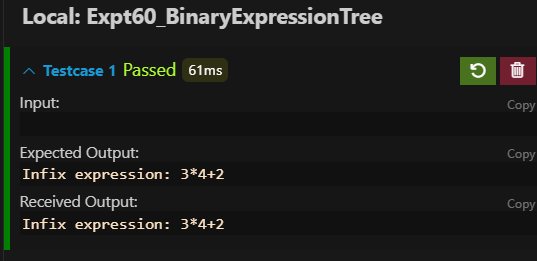 Local: Expt60_BinaryExpressionTree
Testcase 1 Passed 61ms
Input:
Copy
Expected Output:
Copy
Infix expression: 3*4+2
Received Output:
Copy
Infix expression: 3*4+2